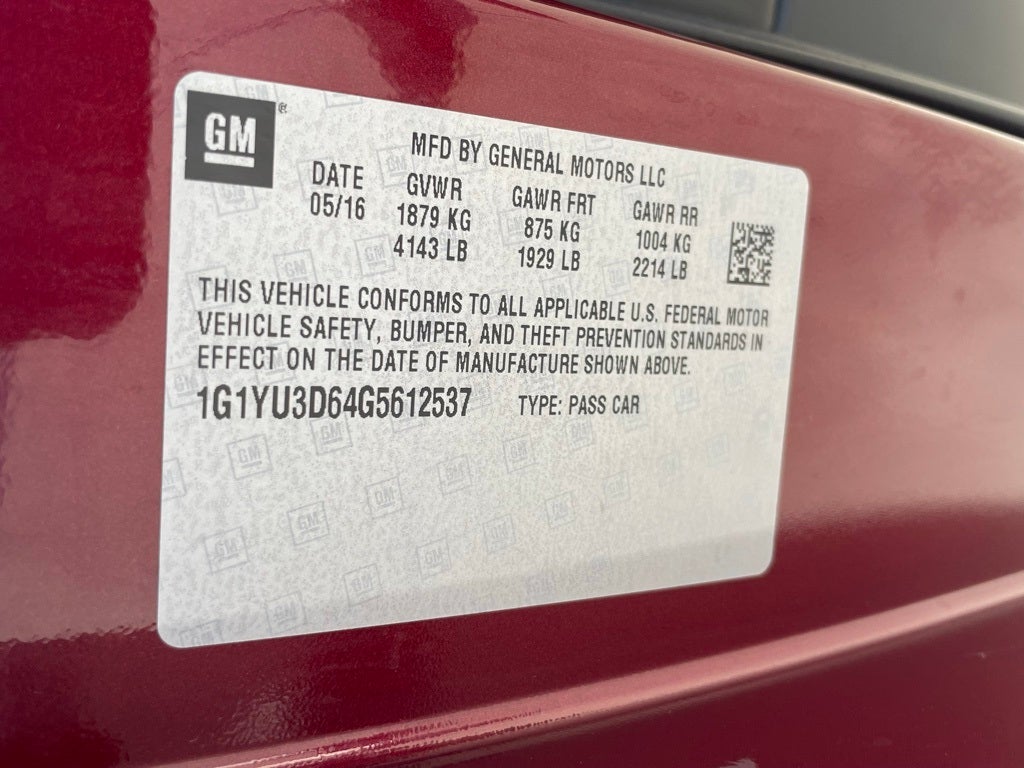 GM ®
MFD BY GENERAL MOTORS LLC
DATE GVWR GAWR FRT GAWR RR
05/16 1879 KG 875 KG 1004 KG
4143 LB 1929 LB 2214 LB
THIS VEHICLE CONFORMS TO ALL APPLICABLE U.S. FEDERAL MOTOR
VEHICLE SAFETY, BUMPER, AND THEFT PREVENTION STANDARDS IN
EFFECT ON THE DATE OF MANUFACTURE SHOWN ABOVE.
1G1YU3D64G5612537 TYPE: PASS CAR